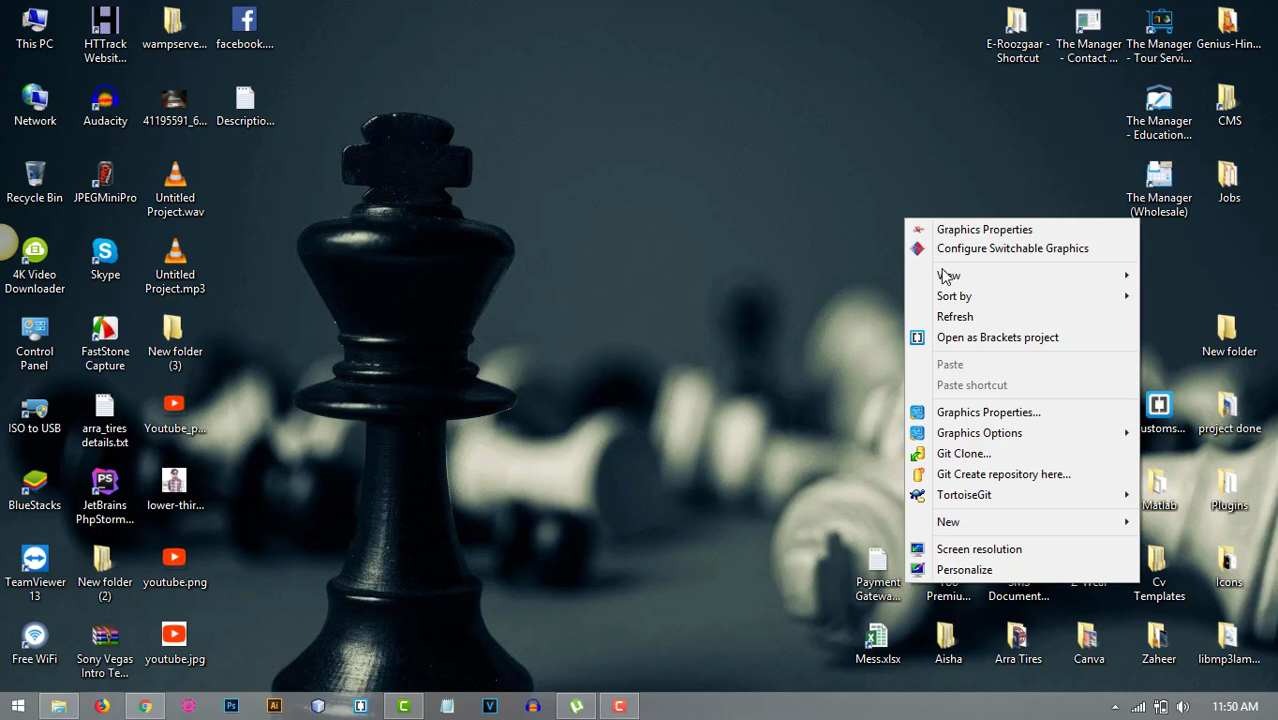 This PC
HTTrack
Websit...
wampserve...
facebook....
Network
Audacity
41195591_6...
Descriptio...
Recycle Bin
JPEGMiniPro
Untitled
Project.wav
4K Video
Downloader
Skype
Untitled
Project.mp3
Control
Panel
FastStone
Capture
New folder
(3)
ISO to USB
arra_tires
details.txt
Youtube_p...
BlueStacks
JetBrains
PhpStorm...
lower-thir...
TeamViewer
13
New folder
(2)
youtube.png
Free WiFi
Sony Vegas
Intro Te...
youtube.jpg
E-Roozgaar -
Shortcut
The Manager
- Contact ...
The Manager
- Tour Servi...
Genius-Hin...
The Manager
- Education...
CMS
The Manager
(Wholesale)
Jobs
New folder
project done
Matlab
Plugins
Payment
Gatewa...
Premiu...
Document...
Cv
Templates
Icons
Mess.xlsx
Aisha
Arra Tires
Canva
Zaheer
libmp3lam...
Graphics Properties
Configure Switchable Graphics
View
Sort by
Refresh
Open as Brackets project
Paste
Paste shortcut
Graphics Properties...
Graphics Options
Git Clone...
Git Create repository here...
TortoiseGit
New
Screen resolution
Personalize
11:50 AM